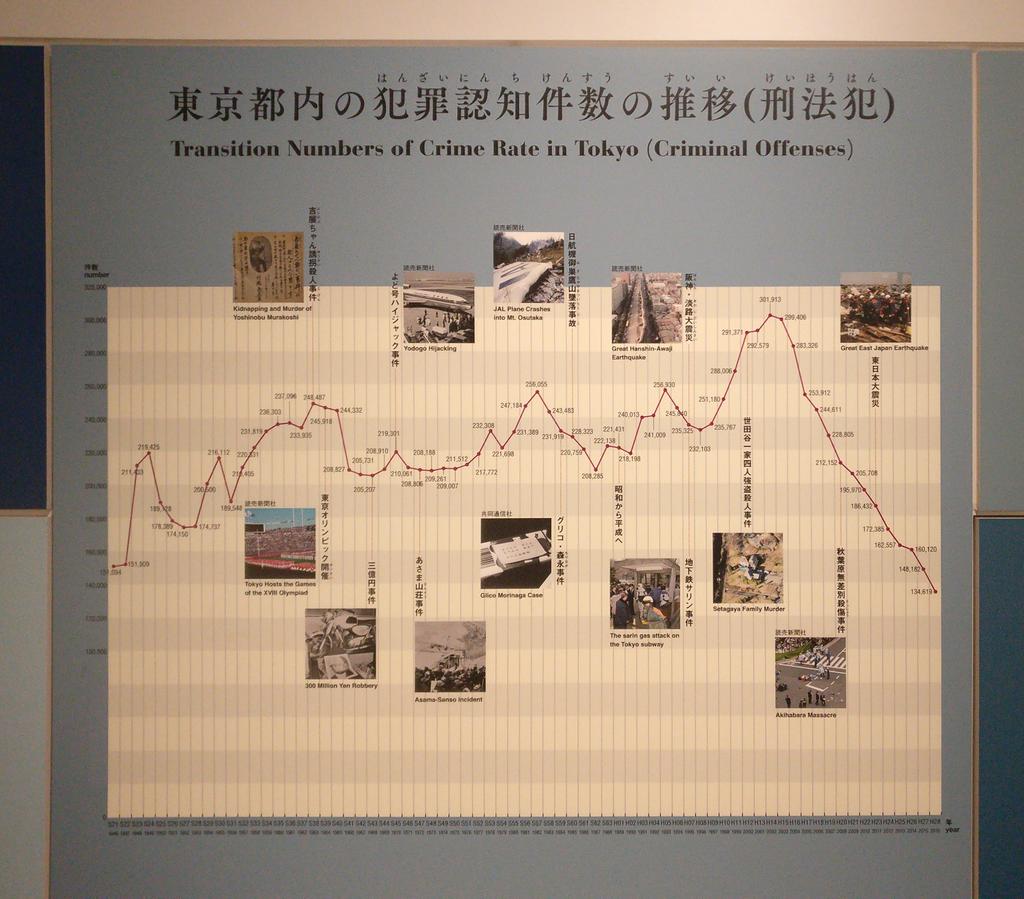 はんざいにん ち けんすう すい い けいほうはん
東京都内の犯罪認知件数の推移(刑法犯)
Transition Numbers of Crime Rate in Tokyo (Criminal Offenses)
件数
number
320,000
300,000
280,000
260,000
240,000
220,000
200,000
180,000
160,000
140,000
120,000
100,000
0
吉展ちゃん誘拐殺人事件
Kidnapping and Murder of
Yoshinobu Murakoshi
よど号ハイジャック事件
読売新聞社
Yodogo Hijacking
読売新聞社
日航機御巣鷹山墜落事故
JAL Plane Crashes
into Mt. Osutaka
読売新聞社
阪神・淡路大震災
Great Hanshin-Awaji
Earthquake
Great East Japan Earthquake
東日本大震災
151,509
211,433
219,425
189,128
178,389
174,150
174,737
200,500
216,112
189,548
210,405
220,331
231,819
236,303
237,096
233,935
248,487
245,918
244,332
208,827
205,731
205,207
208,910
219,301
210,061
208,806
208,188
209,261
209,007
211,512
217,772
232,308
221,698
231,389
247,184
256,055
243,483
231,919
228,323
220,759
208,285
222,138
221,431
218,198
240,013
241,009
256,930
245,640
235,325
232,103
235,767
251,180
288,006
291,371
292,579
301,913
299,406
283,326
253,912
244,611
228,805
212,152
205,708
195,970
186,432
172,385
162,557
160,120
148,182
134,619
読売新聞社
東京オリンピック開催
Tokyo Hosts the Games
of the XVIII Olympiad
三億円事件
300 Million Yen Robbery
あさま山荘事件
Asama-Sanso Incident
共同通信社
グリコ・森永事件
Glico Morinaga Case
昭和から平成へ
地下鉄サリン事件
The sarin gas attack on
the Tokyo subway
世田谷一家四人強盗殺人事件
Setagaya Family Murder
秋葉原無差別殺傷事件
読売新聞社
Akihabara Massacre
年
year